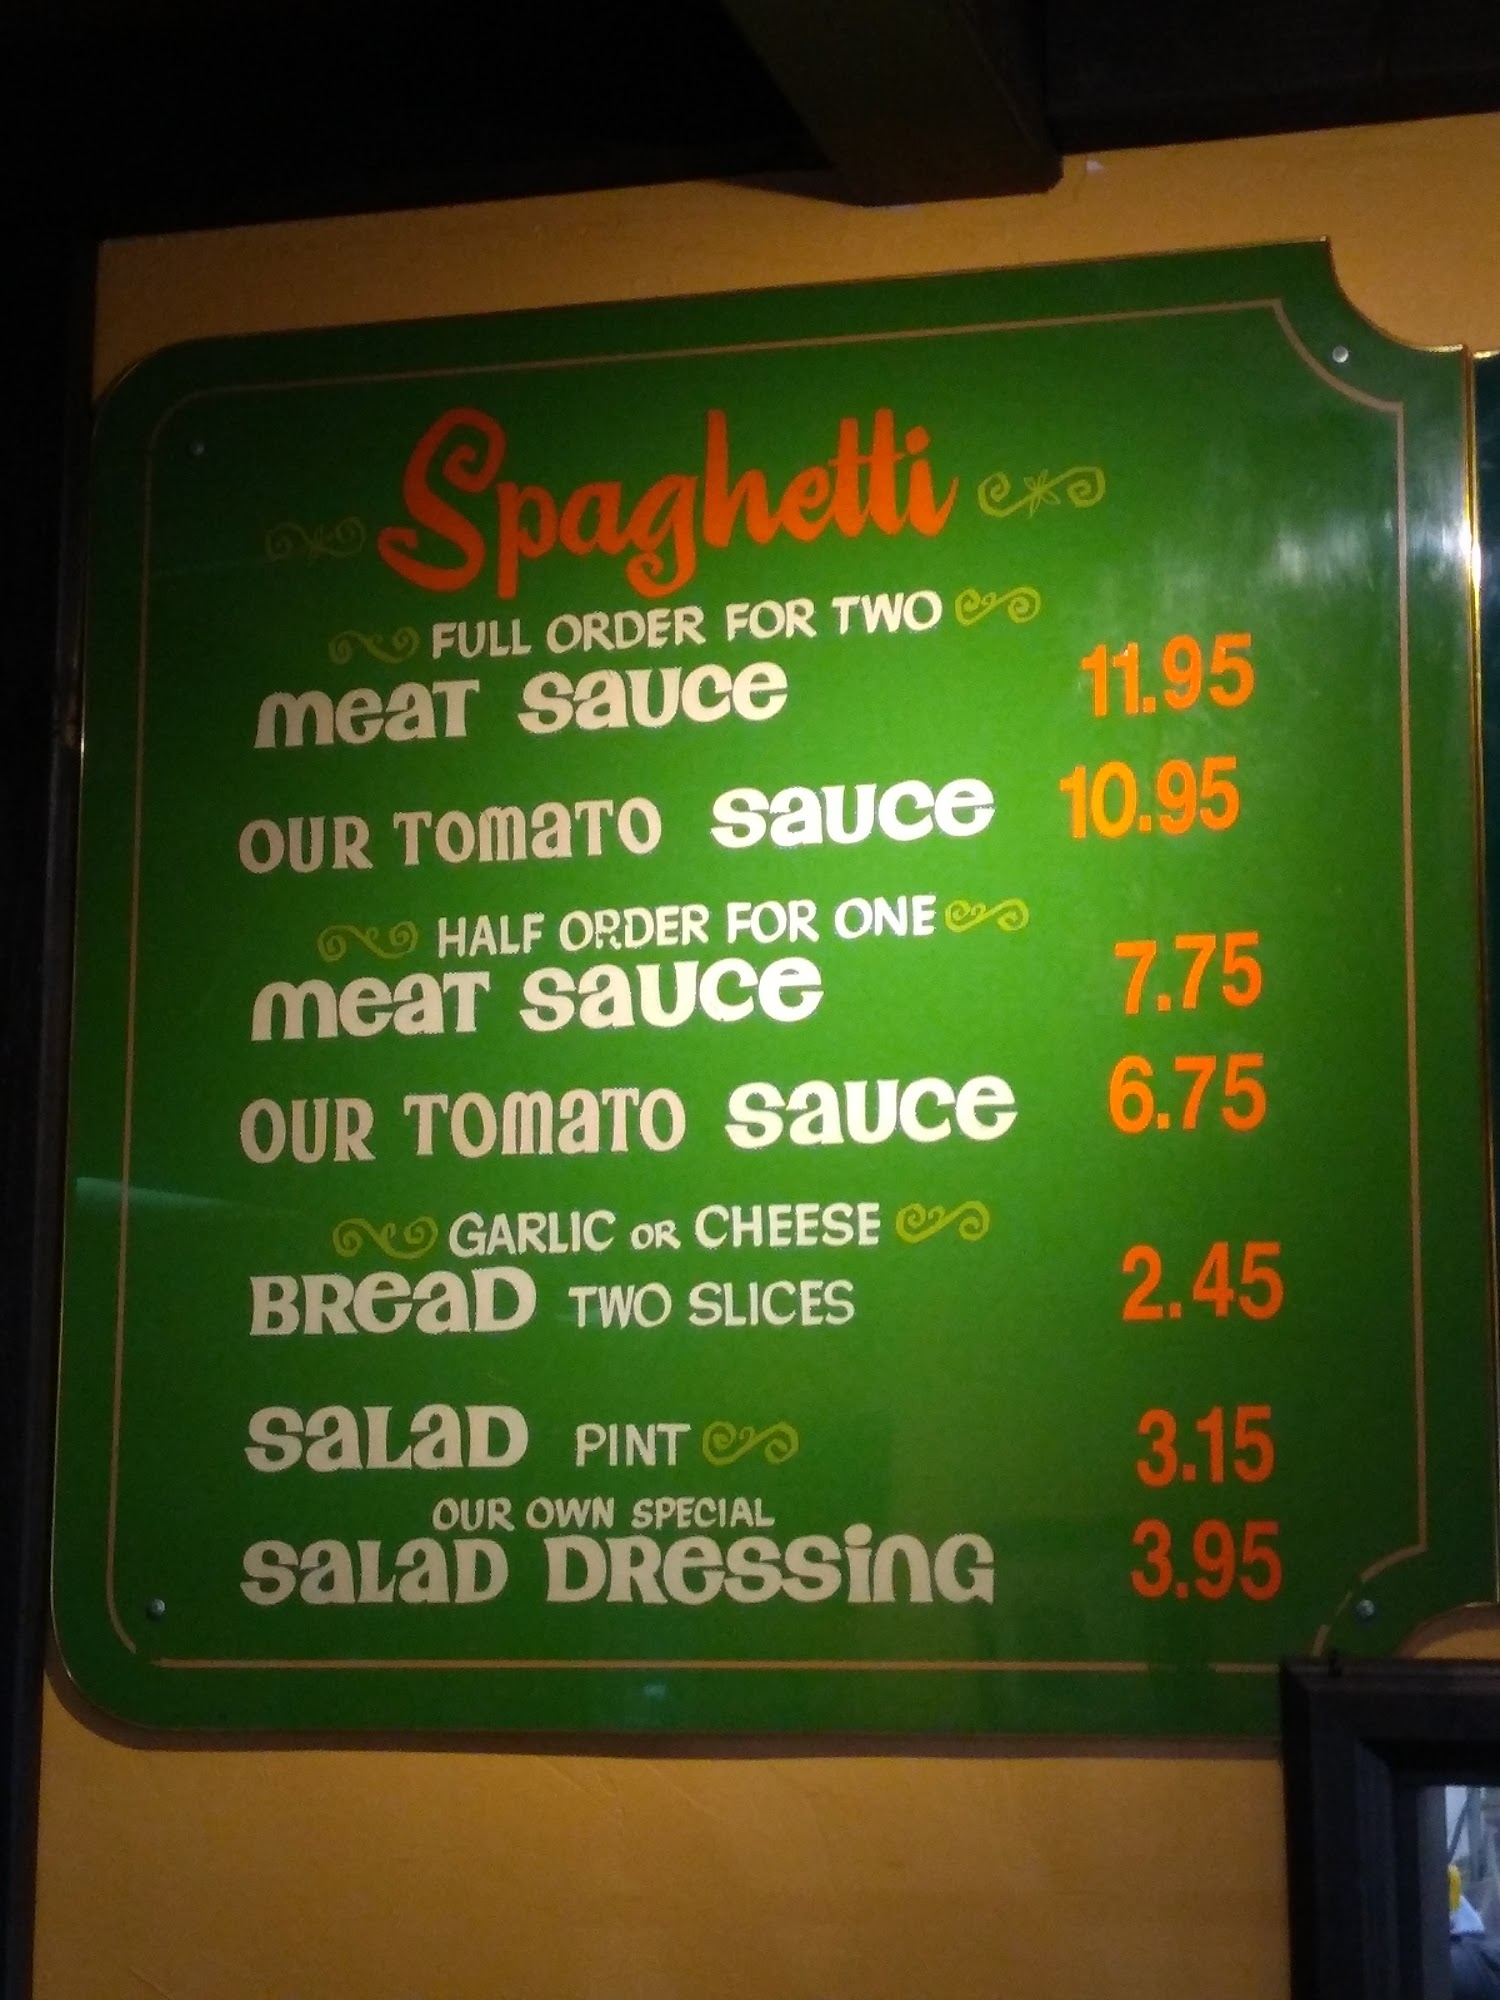 Spaghetti
FULL ORDER FOR TWO
meat sauce 11.95
OUR TOmaTO sauce 10.95
HALF ORDER FOR ONE
meat sauce 7.75
OUR TOmaTO sauce 6.75
GARLIC OR CHEESE
BReaD TWO SLICES 2.45
SaLaD PINT 3.15
OUR OWN SPECIAL
SaLaD DRessinG 3.95